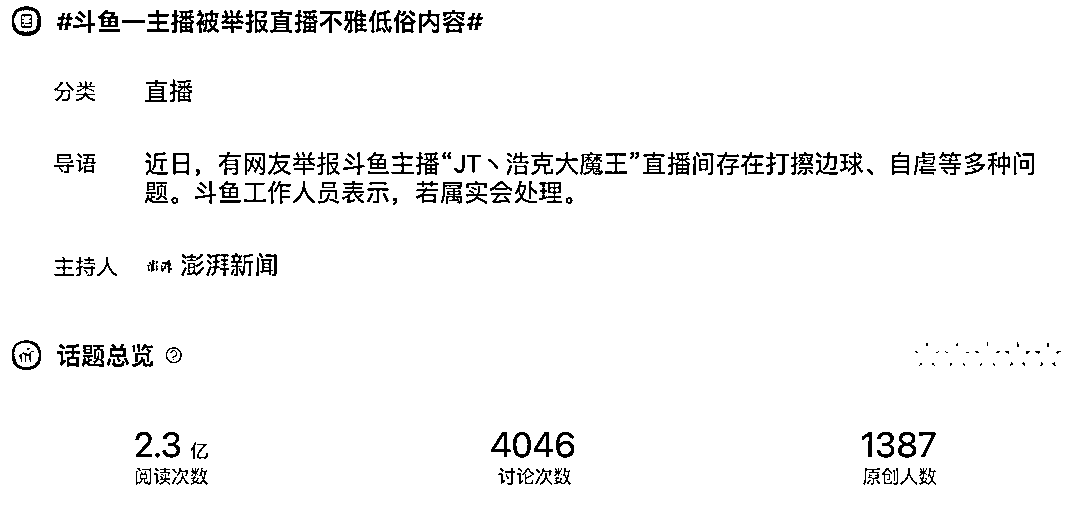 #斗鱼一主播被举报直播不雅低俗内容#
分类 直播
导语 近日，有网友举报斗鱼主播“JT丶浩克大魔王”直播间存在打擦边球、自虐等多种问
题。斗鱼工作人员表示，若属实会处理。
主持人 澎湃新闻
话题总览
2.3 亿 4046 1387
阅读次数 讨论次数 原创人数